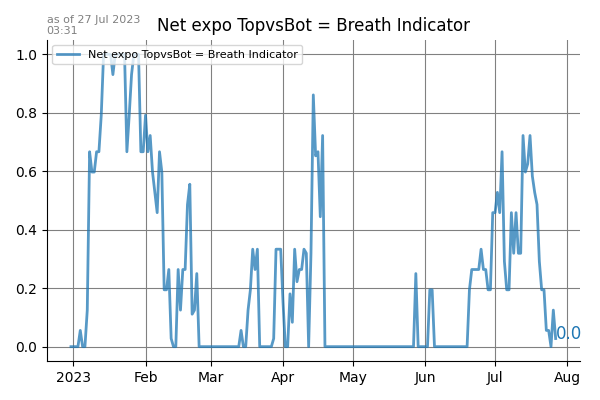 as of 27 Jul 2023
03:31
Net expo TopvsBot = Breath Indicator
Net expo TopvsBot = Breath Indicator
1.0
0.8
0.6
0.4
0.2
0.0
0.0
2023 Feb Mar Apr May Jun Jul Aug